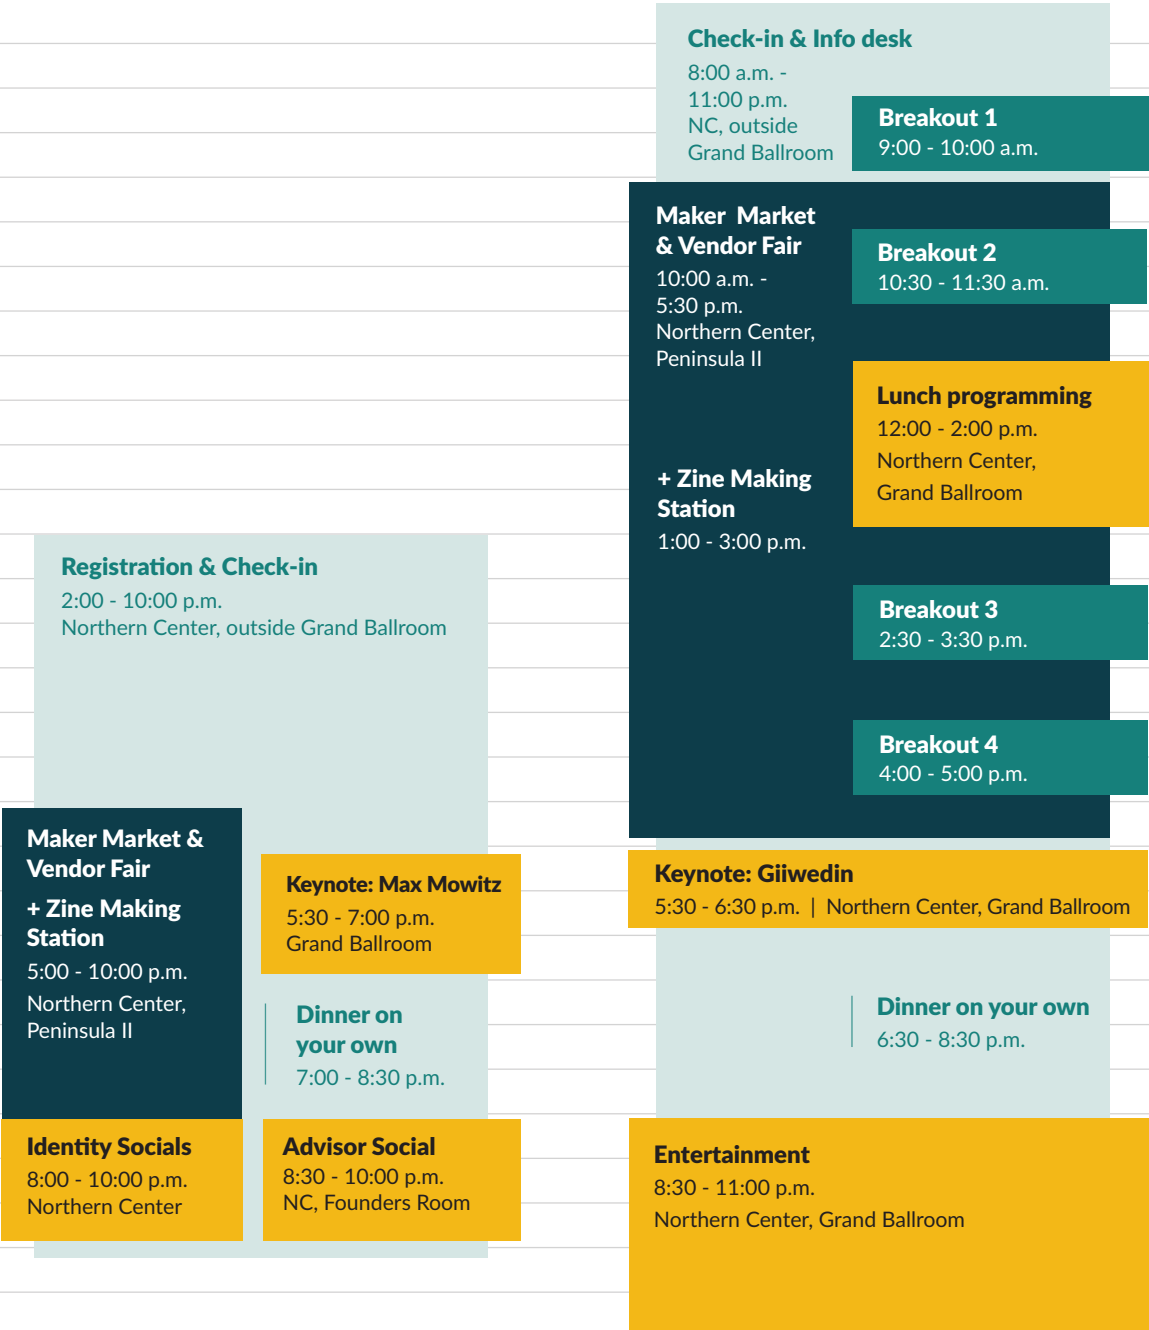 Registration & Check-in
2:00 - 10:00 p.m.
Northern Center, outside Grand Ballroom
Maker Market &
Vendor Fair
+ Zine Making
Station
5:00 - 10:00 p.m.
Northern Center,
Peninsula II
Keynote: Max Mowitz
5:30 - 7:00 p.m.
Grand Ballroom
Dinner on
your own
7:00 - 8:30 p.m.
Identity Socials
8:00 - 10:00 p.m.
Northern Center
Advisor Social
8:30 - 10:00 p.m.
NC, Founders Room
Check-in & Info desk
8:00 a.m. -
11:00 p.m.
NC, outside
Grand Ballroom
Breakout 1
9:00 - 10:00 a.m.
Maker Market
& Vendor Fair
10:00 a.m. -
5:30 p.m.
Northern Center,
Peninsula II
Breakout 2
10:30 - 11:30 a.m.
Lunch programming
12:00 - 2:00 p.m.
Northern Center,
Grand Ballroom
+ Zine Making
Station
1:00 - 3:00 p.m.
Breakout 3
2:30 - 3:30 p.m.
Breakout 4
4:00 - 5:00 p.m.
Keynote: Giiwedin
5:30 - 6:30 p.m. | Northern Center, Grand Ballroom
Dinner on your own
6:30 - 8:30 p.m.
Entertainment
8:30 - 11:00 p.m.
Northern Center, Grand Ballroom